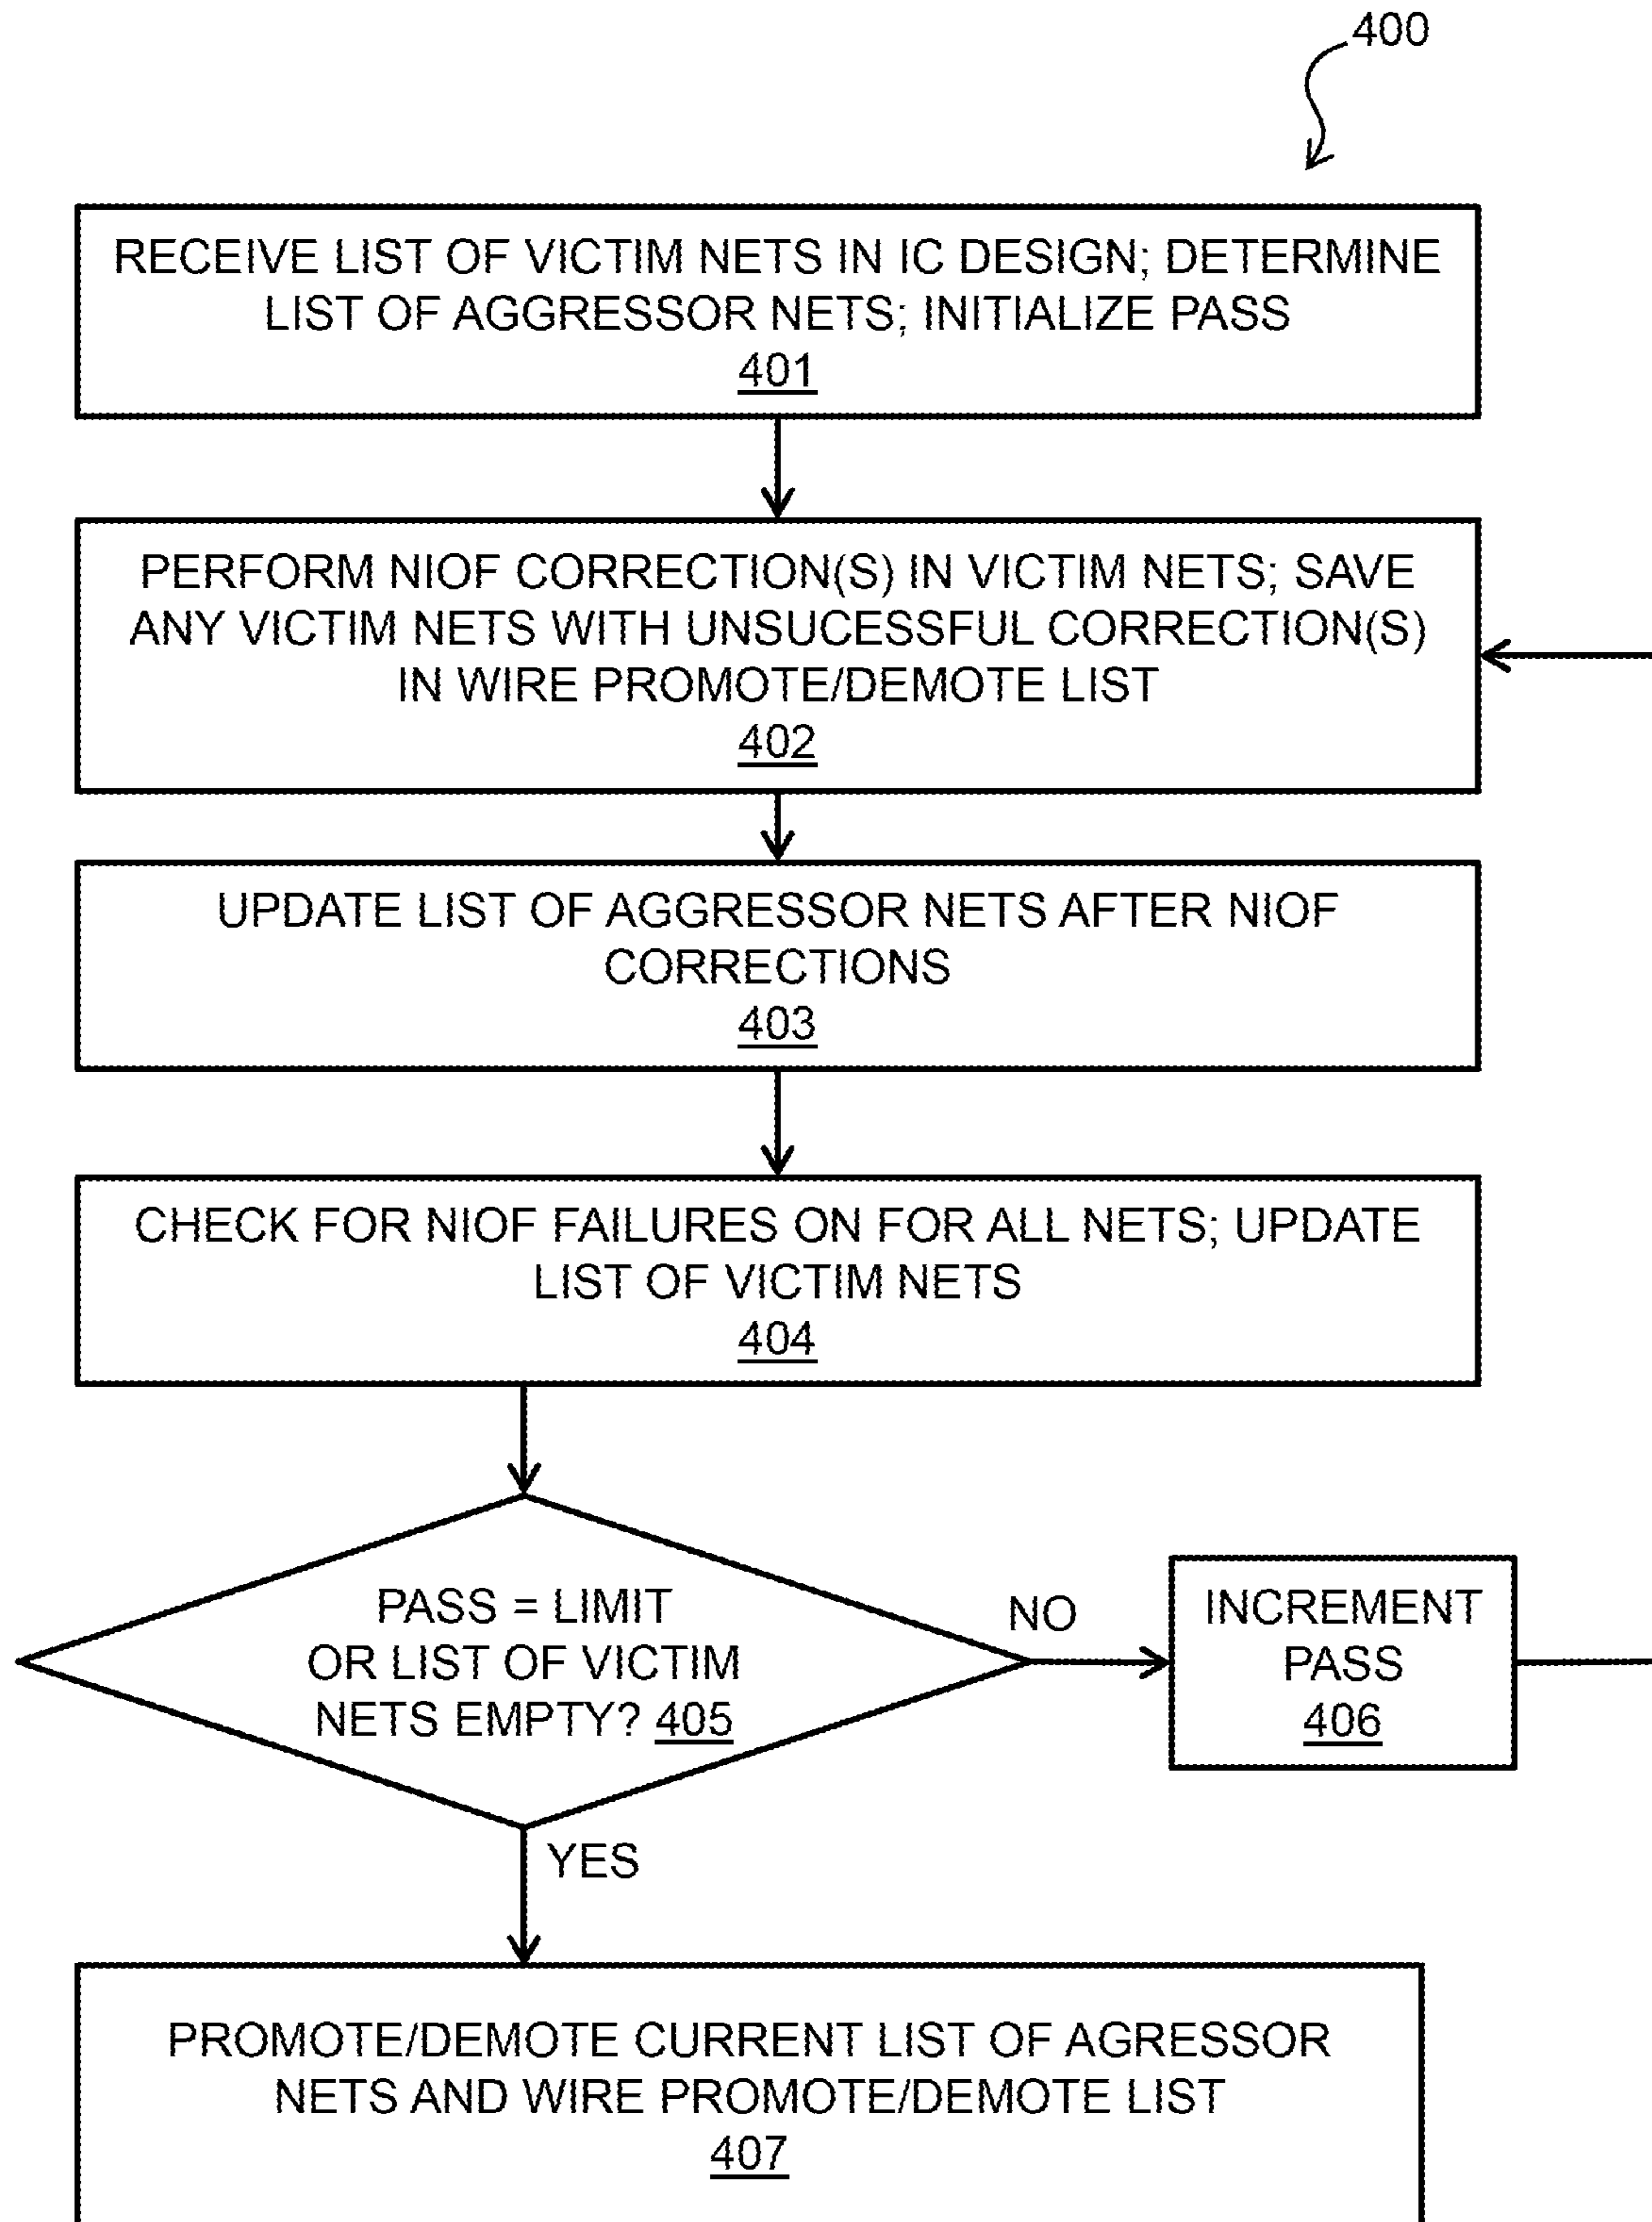 400
RECEIVE LIST OF VICTIM NETS IN IC DESIGN; DETERMINE
LIST OF AGGRESSOR NETS; INITIALIZE PASS
401
PERFORM NIOF CORRECTION(S) IN VICTIM NETS; SAVE
ANY VICTIM NETS WITH UNSUCESSFUL CORRECTION(S)
IN WIRE PROMOTE/DEMOTE LIST
402
UPDATE LIST OF AGGRESSOR NETS AFTER NIOF
CORRECTIONS
403
CHECK FOR NIOF FAILURES ON FOR ALL NETS; UPDATE
LIST OF VICTIM NETS
404
PASS = LIMIT
OR LIST OF VICTIM
NETS EMPTY? 405
NO
INCREMENT
PASS
406
YES
PROMOTE/DEMOTE CURRENT LIST OF AGRESSOR
NETS AND WIRE PROMOTE/DEMOTE LIST
407